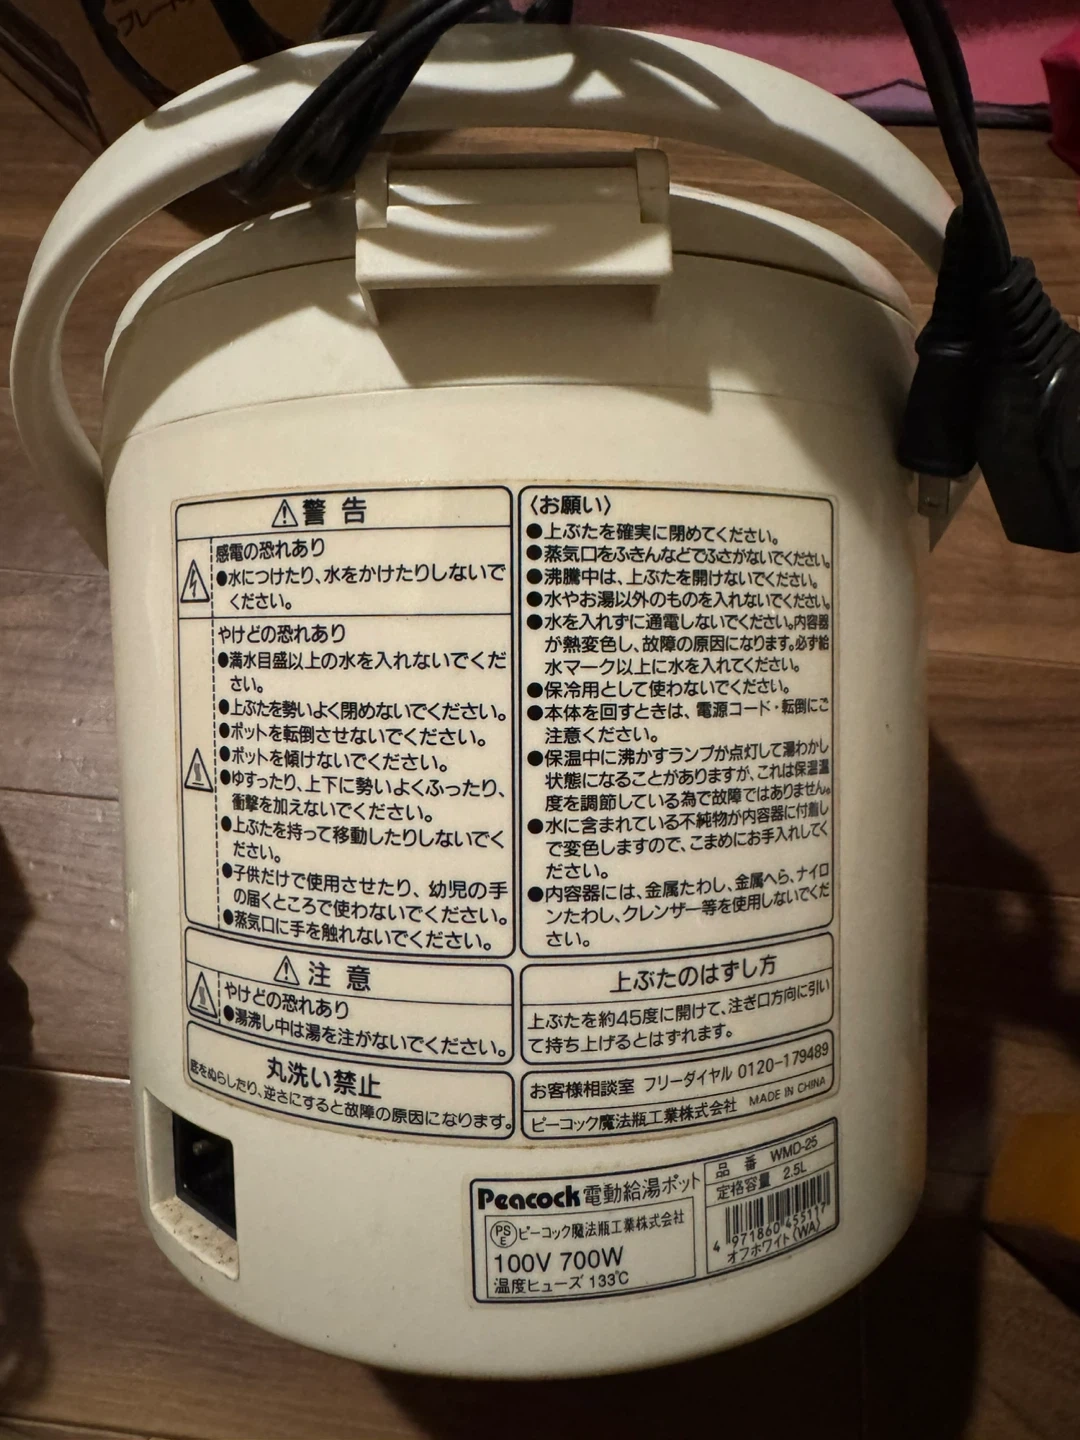 プレート
⚠警告
感電の恐れあり
●水につけたり、水をかけたりしないで
ください。
やけどの恐れあり
●満水目盛以上の水を入れないでくだ
さい。
●上ぶたを勢いよく閉めないでください。
●ポットを転倒させないでください。
●ポットを傾けないでください。
●ゆすったり、上下に勢いよくふったり、
衝撃を加えないでください。
●上ぶたを持って移動したりしないでく
ださい。
●子供だけで使用させたり、幼児の手
の届くところで使わないでください。
●蒸気口に手を触れないでください。
⚠注意
やけどの恐れあり
●湯沸し中は湯を注がないでください。
丸洗い禁止
底をぬらしたり、逆さにすると故障の原因になります。
〈お願い〉
●上ぶたを確実に閉めてください。
●蒸気口をふきんなどでふさがないでください。
●沸騰中は、上ぶたを開けないでください。
●水やお湯以外のものを入れないでください。
●水を入れずに通電しないでください。内容器
が熱変色し、故障の原因になります。必ず給
水マーク以上に水を入れてください。
●保冷用として使わないでください。
●本体を回すときは、電源コード・転倒にご
注意ください。
●保温中に沸かすランプが点灯して湯わかし
状態になることがありますが、これは保温温
度を調節している為で故障ではありません。
●水に含まれている不純物が内容器に付着し
て変色しますので、こまめにお手入れしてく
ださい。
●内容器には、金属たわし、金属へら、ナイロ
ンたわし、クレンザー等を使用しないでくだ
さい。
上ぶたのはずし方
上ぶたを約45度に開けて、注ぎ口方向に引い
て持ち上げるとはずれます。
お客様相談室 フリーダイヤル 0120-179489
ピーコック魔法瓶工業株式会社 MADE IN CHINA
Peacock 電動給湯ポット
PSE ピーコック魔法瓶工業株式会社
100V 700W
温度ヒューズ 133℃
品番 WMD-25
定格容量 2.5L
4 971860 455117
オフホワイト(WA)